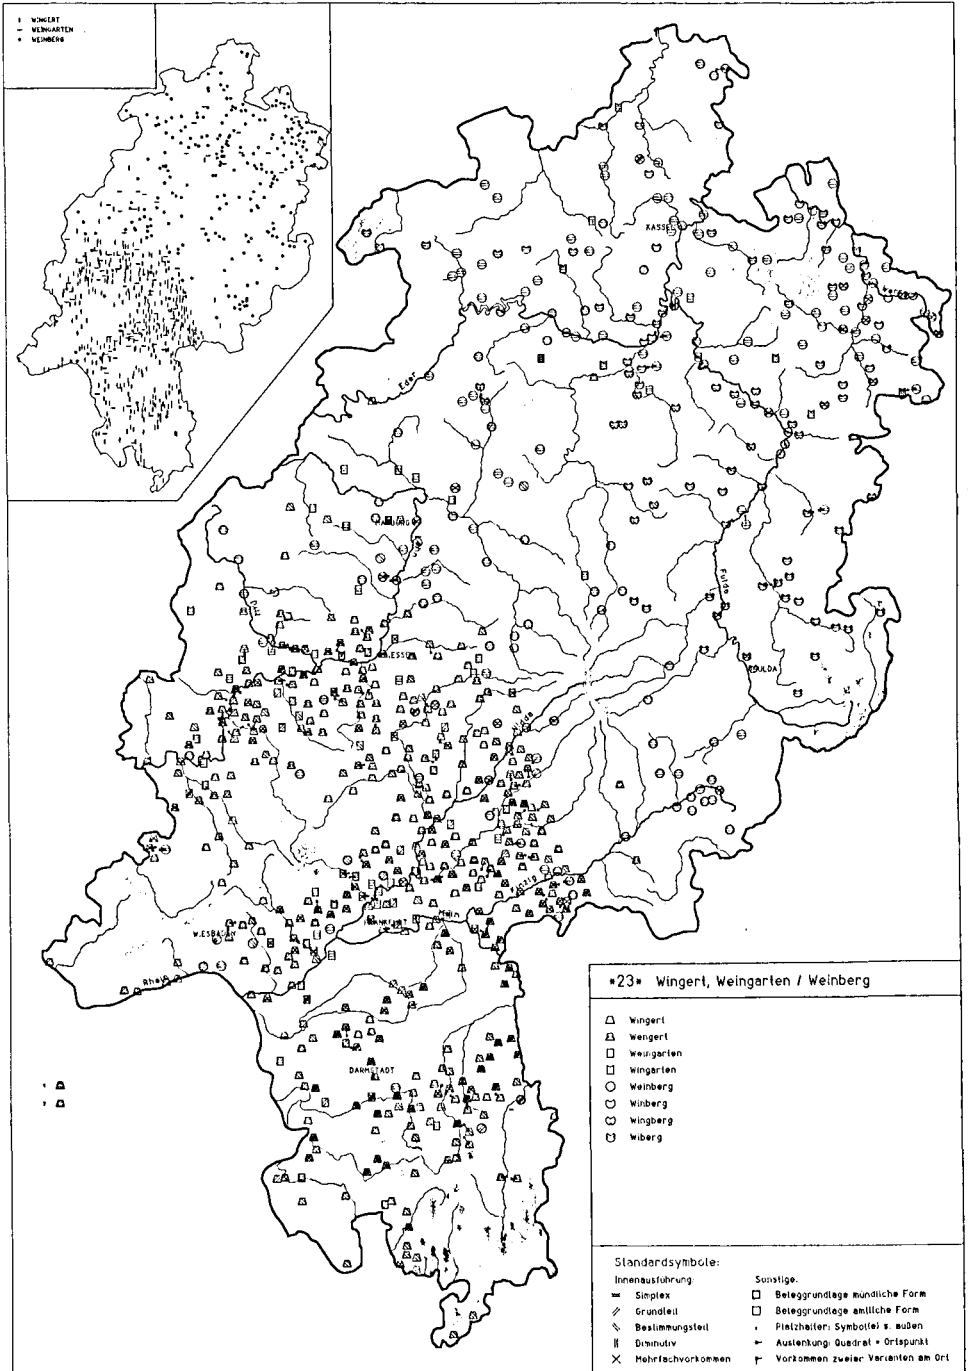 WINGERT
WEINGARTEN
WEINBERG
KASSEL
Werra
Eder
MARBURG
Fulda
Dill
GIESSEN
FULDA
Nidda
Kinzig
WIESBADEN
FRANKFURT
Main
Rhein
DARMSTADT
*23* Wingert, Weingarten / Weinberg
Wingert
Wengert
Weingarten
Wingarten
Weinberg
Winberg
Wingberg
Wiberg
Standardsymbole:
Innenausführung: Sonstige:
Simplex Beleggrundlage mündliche Form
Grundteil Beleggrundlage amtliche Form
Bestimmungsteil Platzhalter: Symbol(e) s. außen
Diminutiv Auslenkung: Quadrat = Ortspunkt
Mehrfachvorkommen Vorkommen zweier Varianten am Ort